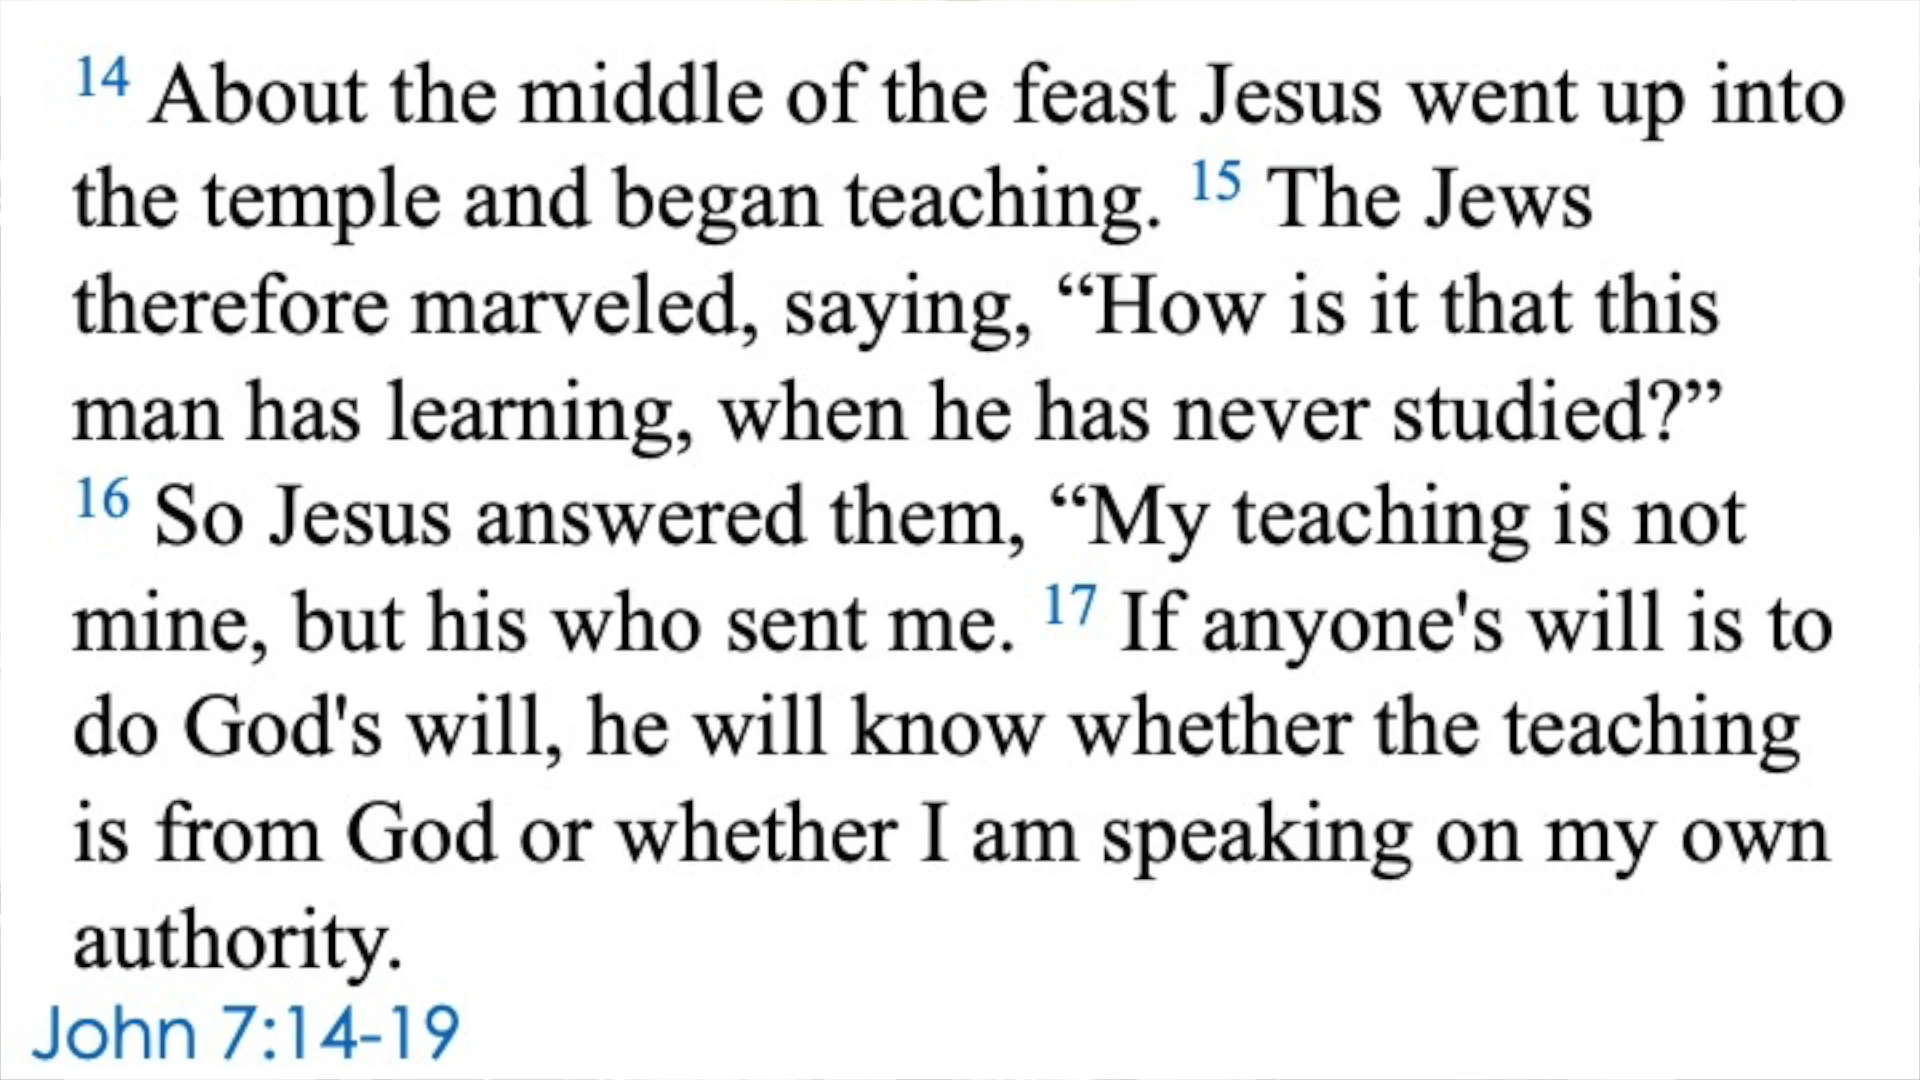 14 About the middle of the feast Jesus went up into
the temple and began teaching. 15 The Jews
therefore marveled, saying, “How is it that this
man has learning, when he has never studied?”
16 So Jesus answered them, “My teaching is not
mine, but his who sent me. 17 If anyone's will is to
do God's will, he will know whether the teaching
is from God or whether I am speaking on my own
authority.
John 7:14-19